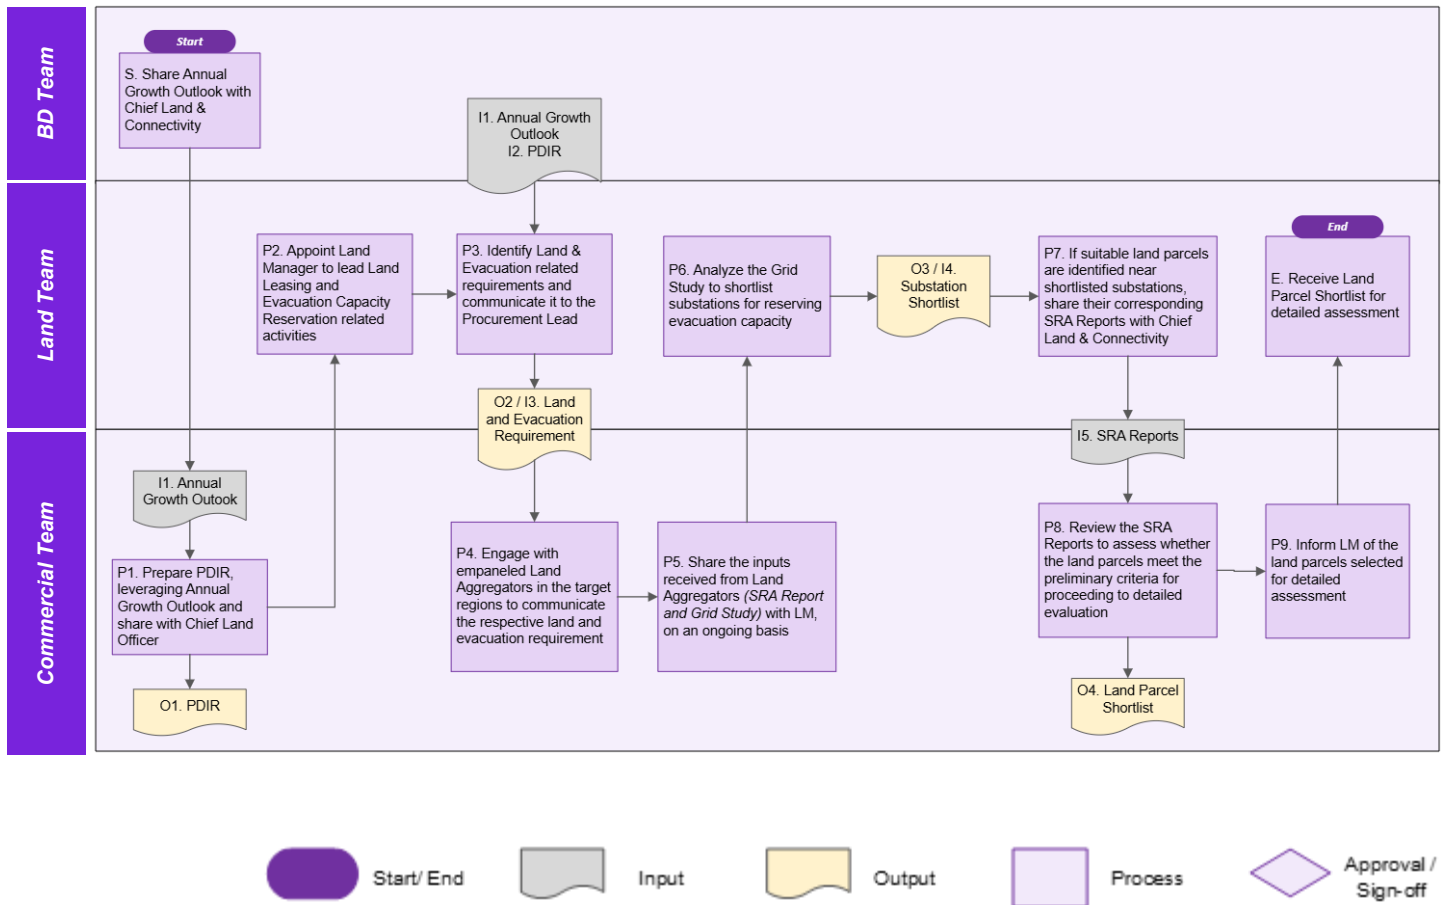 BD Team
Start
S. Share Annual
Growth Outlook with
Chief Land &
Connectivity
I1. Annual Growth
Outlook
I2. PDIR
Land Team
P2. Appoint Land
Manager to lead Land
Leasing and
Evacuation Capacity
Reservation related
activities
P3. Identify Land &
Evacuation related
requirements and
communicate it to the
Procurement Lead
O2 / I3. Land
and Evacuation
Requirement
P6. Analyze the Grid
Study to shortlist
substations for reserving
evacuation capacity
O3 / I4.
Substation
Shortlist
P7. If suitable land parcels
are identified near
shortlisted substations,
share their corresponding
SRA Reports with Chief
Land & Connectivity
End
E. Receive Land
Parcel Shortlist for
detailed assessment
Commercial Team
I1. Annual
Growth Outook
P1. Prepare PDIR,
leveraging Annual
Growth Outlook and
share with Chief Land
Officer
O1. PDIR
P4. Engage with
empaneled Land
Aggregators in the target
regions to communicate
the respective land and
evacuation requirement
P5. Share the inputs
received from Land
Aggregators (SRA Report
and Grid Study) with LM,
on an ongoing basis
I5. SRA Reports
P8. Review the SRA
Reports to assess whether
the land parcels meet the
preliminary criteria for
proceeding to detailed
evaluation
O4. Land Parcel
Shortlist
P9. Inform LM of the
land parcels selected
for detailed
assessment
Start/ End
Input
Output
Process
Approval /
Sign-off